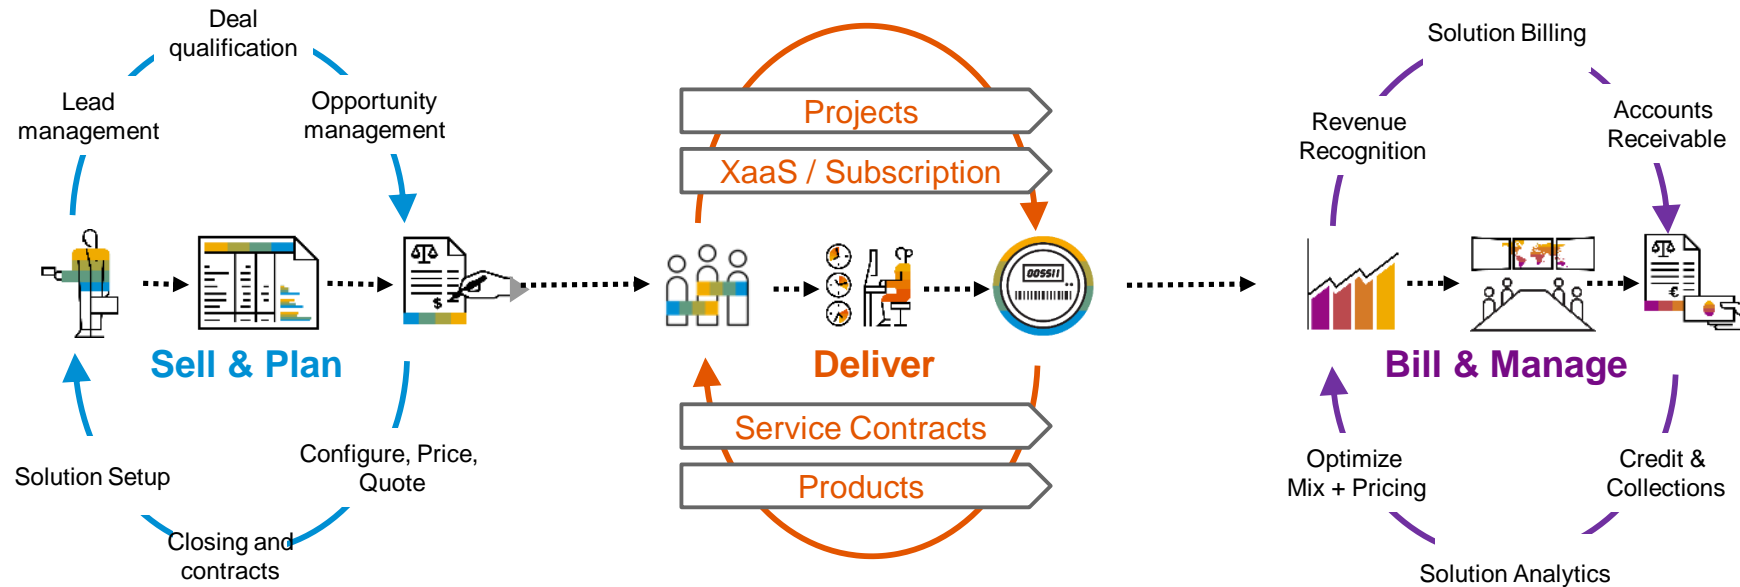 Deal
qualification
Lead
management
Opportunity
management
Sell & Plan
Solution Setup
Configure, Price,
Quote
Closing and
contracts
$
Projects
XaaS / Subscription
005511
Deliver
Service Contracts
Products
Solution Billing
Revenue
Recognition
Accounts
Receivable
€
Bill & Manage
Optimize
Mix + Pricing
Credit &
Collections
Solution Analytics